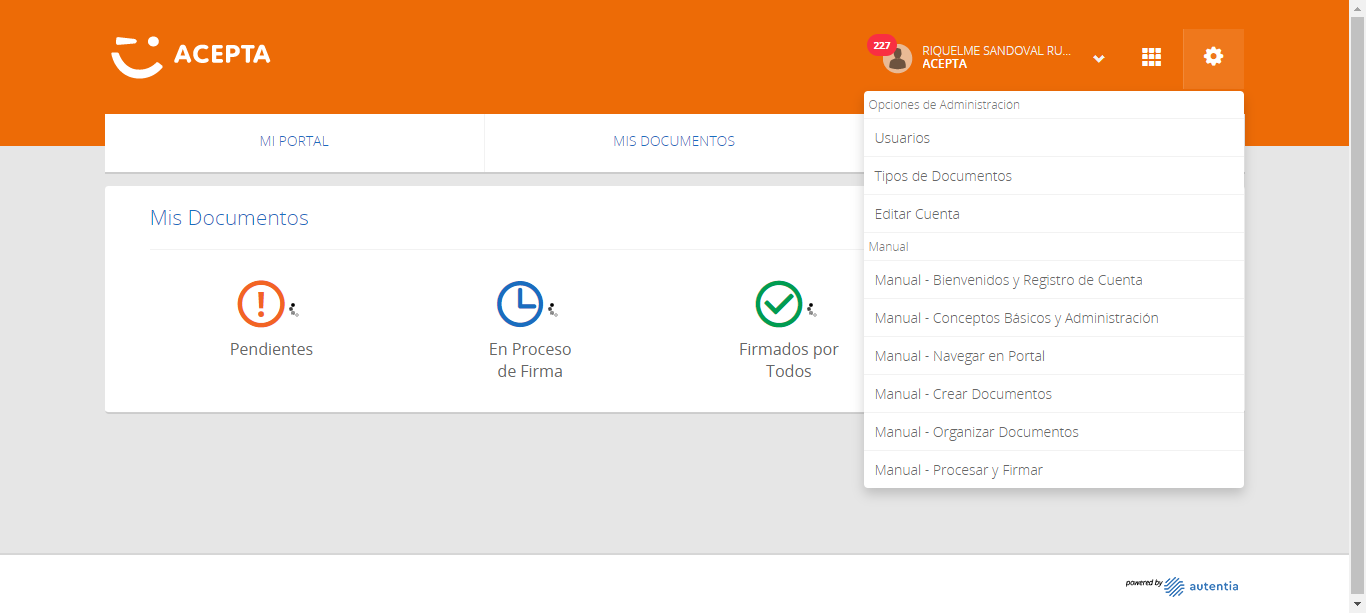 ACEPTA
227
RIQUELME SANDOVAL RU...
ACEPTA
MI PORTAL
MIS DOCUMENTOS
Opciones de Administración
Usuarios
Tipos de Documentos
Editar Cuenta
Manual
Manual - Bienvenidos y Registro de Cuenta
Manual - Conceptos Básicos y Administración
Manual - Navegar en Portal
Manual - Crear Documentos
Manual - Organizar Documentos
Manual - Procesar y Firmar
Mis Documentos
Pendientes
En Proceso
de Firma
Firmados por
Todos
powered by autentia